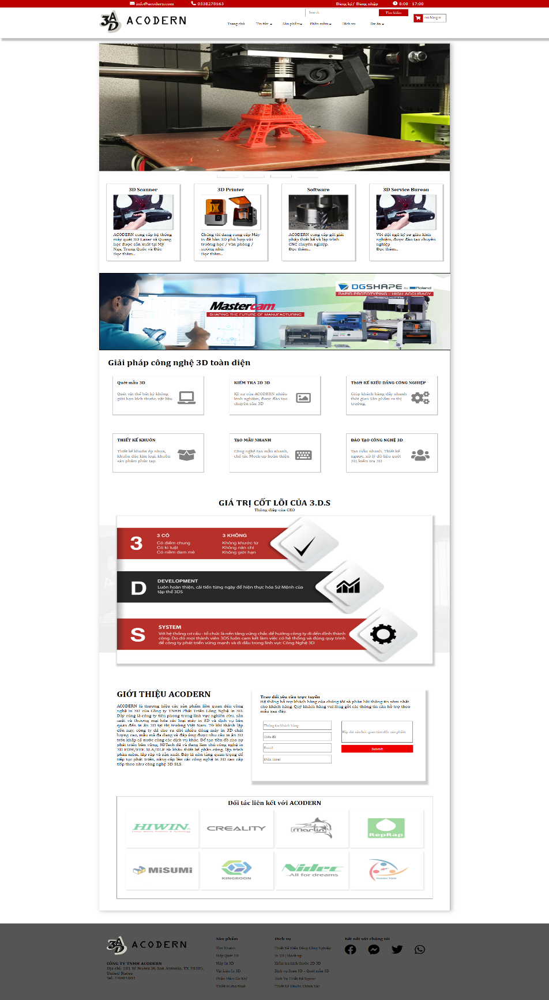 info@acodern.com
0338278163
Đăng ký/ Đăng nhập
8:00 - 17:00
3AD ACODERN
Search
Tìm kiếm
Giỏ hàng 0
Trang chủ
Tin tức
Sản phẩm
Phần mềm
Dịch vụ
Dự án
3D Scanner
ACODERN cung cấp hệ thống
máy quét 3D Laser và Quang
học được sản xuất tại Mỹ,
Nga, Trung Quốc và Đức
Đọc thêm...
3D Printer
Chúng tôi đang cung cấp Máy
in để bàn 3D phù hợp với
trường học / văn phòng /
xưởng nhỏ.
Đọc thêm...
Software
ACODERN cung cấp gói giải
pháp thiết kế và lập trình
CNC chuyên nghiệp.
Đọc thêm...
3D Service Bureau
Với đội ngũ kỹ sư giàu kinh
nghiệm, được đào tạo chuyên
nghiệp
Đọc thêm...
Mastercam
SHAPING THE FUTURE OF MANUFACTURING
DGSHAPE by Roland
RAPID PROTOTYPING - HIGH ACCURACY
Giải pháp công nghệ 3D toàn diện
Quét mẫu 3D
Quét vật thể bất kỳ không
giới hạn kích thước, vật liệu
KIỂM TRA 2D 3D
Kỹ sư của ACODERN nhiều
kinh nghiệm, được đào tạo
chuyên sâu 3D
Thiết KẾ KIỂU DÁNG CÔNG NGHIỆP
Giúp khách hàng đẩy nhanh
thời gian Sản phẩm ra thị
trường.
THIẾT KẾ KHUÔN
Thiết kế khuôn ép nhựa,
khuôn đúc kim loại, khuôn
sản phẩm phức tạp
TẠO MẪU NHANH
Công nghệ tạo mẫu nhanh,
chế tác Mock-up hoàn thiện
ĐÀO TẠO CÔNG NGHỆ 3D
Tạo mẫu nhanh, Thiết kế
ngược, xử lý dữ liệu quét
3D, kiểm tra 3D
GIÁ TRỊ CỐT LÕI CỦA 3.D.S
Thông điệp của CEO
3
3 CÓ
Có điểm chung
Có kỉ luật
Có niềm đam mê
3 KHÔNG
Không khước từ
Không nản chí
Không giới hạn
D
DEVELOPMENT
Luôn hoàn thiện, cải tiến từng ngày để hiện thực hóa Sứ Mệnh của
tập thể 3DS
S
SYSTEM
Với hệ thống cơ cấu - tổ chức là nền tảng vững chắc để hướng công ty đi đến đỉnh thành
công. Do đó mọi thành viên 3DS luôn cam kết làm việc có hệ thống và đúng quy trình
để công ty phát triển vững mạnh và đi đầu trong lĩnh vực Công Nghệ 3D
GIỚI THIỆU ACODERN
ACODERN là thương hiệu các sản phẩm liên quan đến công
nghệ in 3D của Công ty TNHH Phát Triển Công Nghệ In 3D.
Đây cũng là công ty tiên phong trong lĩnh vực nghiên cứu, sản
xuất và thương mại hóa các loại máy in 3D và dịch vụ liên
quan đến in ấn 3D tại thị trường Việt Nam. Từ khi thành lập
đến nay, công ty đã cho ra đời nhiều dòng máy in 3D chất
lượng cao, mẫu mã đa dạng và đáp ứng được nhu cầu in ấn 3D
trên khắp cả nước cùng các dịch vụ khác. Để tạo tiền đề cho sự
phát triển bền vững, 3DTech đã và đang làm chủ công nghệ in
3D FDM/FFF, SLA/DLP từ khâu thiết kế phần cứng, lập trình
phần mềm, lắp ráp và sản xuất. Đây là nền tảng quan trọng để
tiếp tục phát triển, nâng cấp lên các công nghệ in 3D cao cấp
tiếp theo như công nghệ 3D SLS.
Trao đổi yêu cầu trực tuyến
Hệ thống hỗ trợ khách hàng của chúng tôi sẽ phản hồi thông tin sớm nhất
cho khách hàng. Quý khách hàng vui lòng gởi các thông tin cần hỗ trợ theo
mẫu sau đây.
Thông tin khách hàng
Tiêu đề
Email
Điện thoại
Hãy đặt câu hỏi quan tâm đến sản phẩm
Submit
Đối tác liên kết với ACODERN
HIWIN
CREALITY
Marlin
RepRap
MiSUMi
KINGROON
Nidec
All for dreams
3AD ACODERN
CÔNG TY TNHH ACODERN
Địa chỉ: 101 W Nueva St, San Antonio, TX 78205,
United States
Tel: 19001001
Sản phẩm
Tìm Nhanh
Máy Quét 3D
Máy In 3D
Vật Liệu In 3D
Phần Mềm Cơ Khí
Thiết bị cho thuê
Dịch vụ
Thiết Kế Kiểu Dáng Công Nghiệp
In 3D | Mock up
Kiểm tra kích thước 2D 3D
Dịch vụ Scan 3D – Quét mẫu 3D
Dịch Vụ Thiết Kế Ngược
Thiết Kế Khuôn Chính Xác
Kết nối với chúng tôi